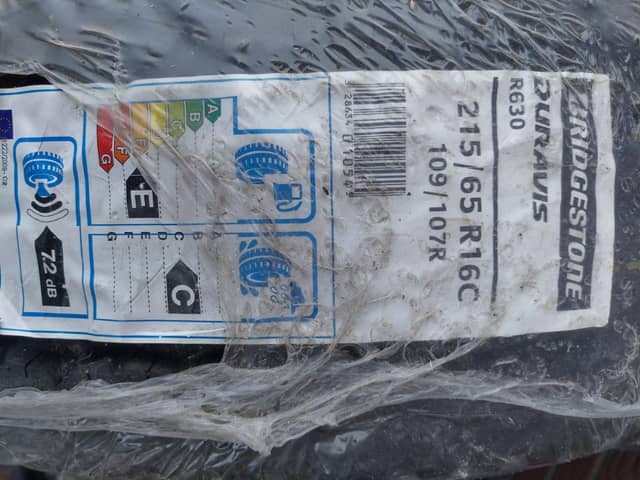 BRIDGESTONE
DURAVIS
R630
215/65 R16C
109/107R
A
B
C
F
G
E
A
B
C
D
E
F
G
C
72 dB